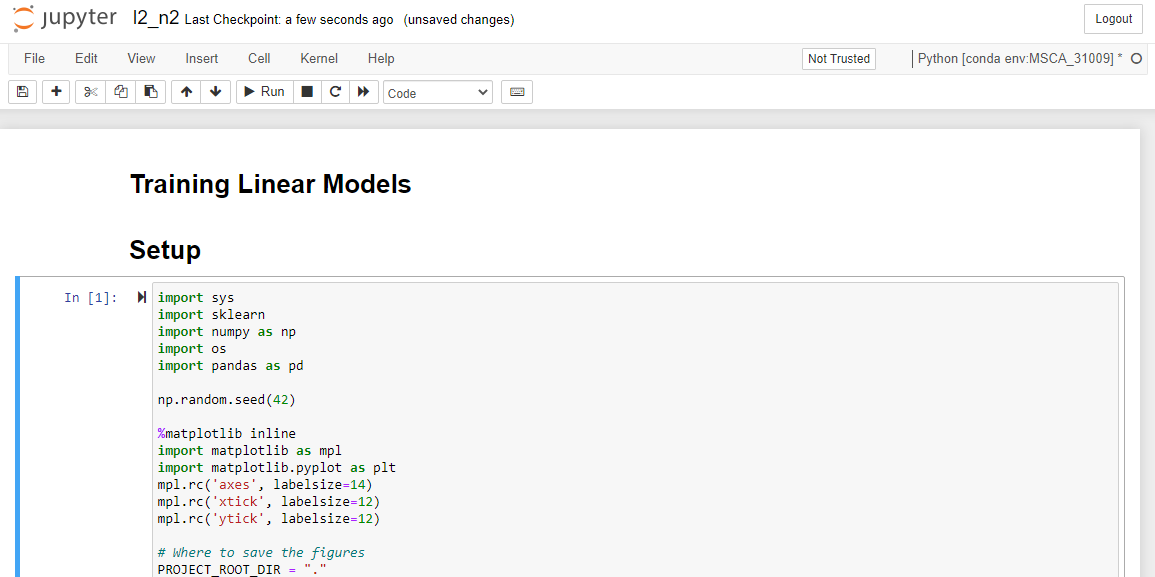 jupyter l2_n2 Last Checkpoint: a few seconds ago (unsaved changes) Logout
File Edit View Insert Cell Kernel Help Not Trusted Python [conda env:MSCA_31009] *
Run Code
Training Linear Models
Setup
In [1]: import sys
import sklearn
import numpy as np
import os
import pandas as pd
np.random.seed(42)
%matplotlib inline
import matplotlib as mpl
import matplotlib.pyplot as plt
mpl.rc('axes', labelsize=14)
mpl.rc('xtick', labelsize=12)
mpl.rc('ytick', labelsize=12)
# Where to save the figures
PROJECT_ROOT_DIR = "."